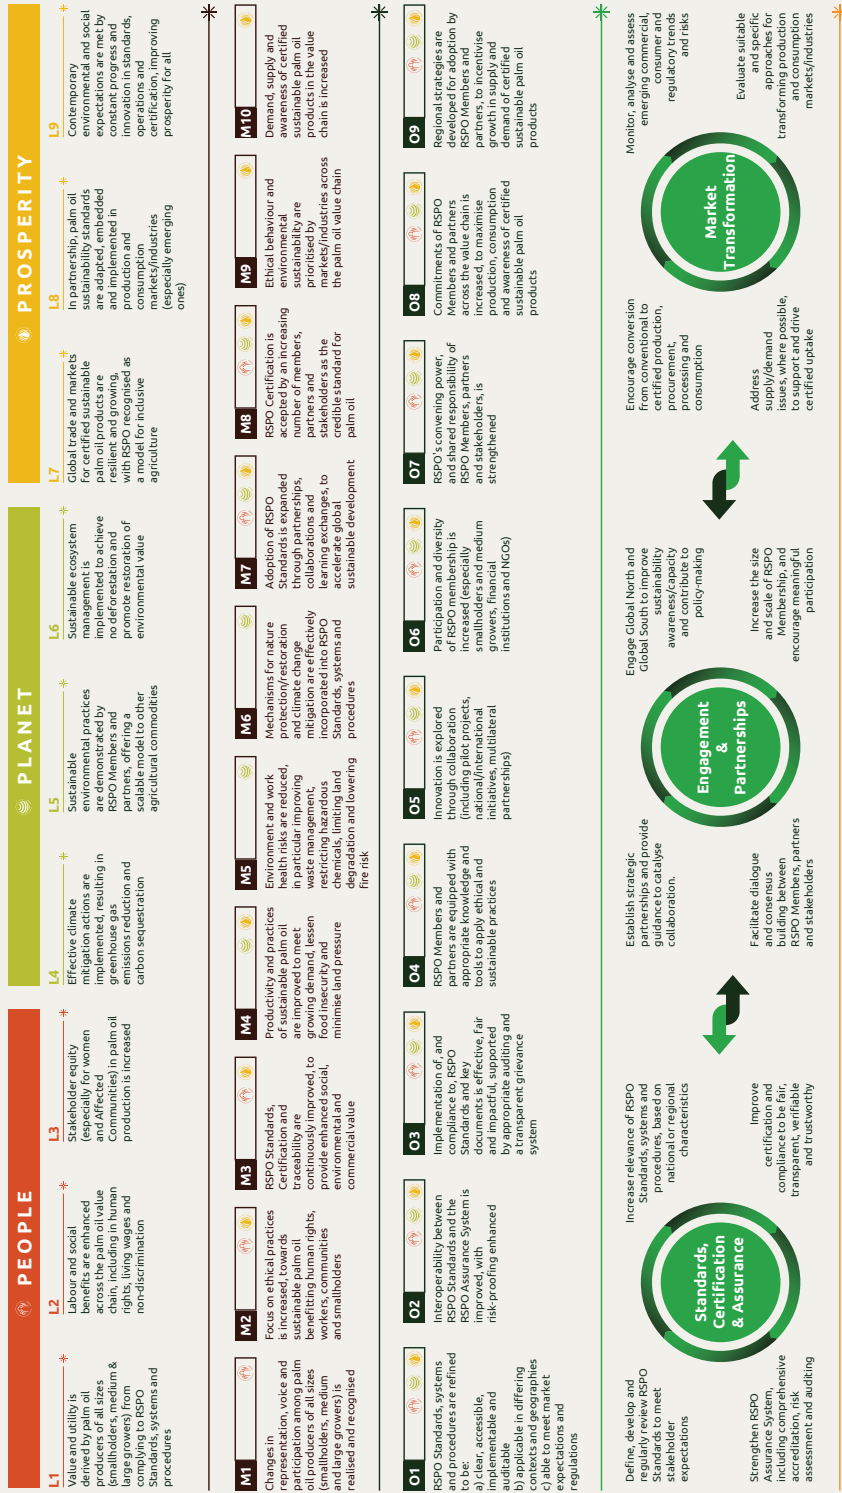 PEOPLE
PLANET
PROSPERITY
L1
Value and utility is
derived by palm oil
producers of all sizes
(smallholders, medium &
large growers) from
complying to RSPO
Standards, systems and
procedures
L2
Labour and social
benefits are enhanced
across the palm oil value
chain, including in human
rights, living wages and
non-discrimination
L3
Stakeholder equity
(especially for women
and Affected
Communities) in palm oil
production is increased
L4
Effective climate
mitigation actions are
implemented, resulting in
greenhouse gas
emissions reduction and
carbon sequestration
L5
Sustainable
environmental practices
are demonstrated by
RSPO Members and
partners, offering a
scalable model to other
agricultural commodities
L6
Sustainable ecosystem
management is
implemented to achieve
no deforestation and
promote restoration of
environmental value
L7
Global trade and markets
for certified sustainable
palm oil products are
resilient and growing,
with RSPO recognised as
a model for inclusive
agriculture
L8
In partnership, palm oil
sustainability standards
are adapted, embedded
and implemented in
production and
consumption
markets/industries
(especially emerging
ones)
L9
Contemporary
environmental and social
expectations are met by
constant progress and
innovation in standards,
operations and
certification, improving
prosperity for all
M1
Changes in
representation, voice and
participation among palm
oil producers of all sizes
(smallholders, medium
and large growers) is
realised and recognised
M2
Focus on ethical practices
is increased, towards
sustainable palm oil
benefitting human rights,
workers, communities
and smallholders
M3
RSPO Standards,
Certification and
traceability are
continuously improved, to
provide enhanced social,
environmental and
commercial value
M4
Productivity and practices
of sustainable palm oil
are improved to meet
growing demand, lessen
food insecurity and
minimise land pressure
M5
Environment and work
health risks are reduced,
in particular improving
waste management,
restricting hazardous
chemicals, limiting land
degradation and lowering
fire risk
M6
Mechanisms for nature
protection/restoration
and climate change
mitigation are effectively
incorporated into RSPO
Standards, systems and
procedures
M7
Adoption of RSPO
Standards is expanded
through partnerships,
collaborations and
learning exchanges, to
accelerate global
sustainable development
M8
RSPO Certification is
accepted by an increasing
number of members,
partners and
stakeholders as the
credible standard for
palm oil
M9
Ethical behaviour and
environmental
sustainability are
prioritised by
markets/industries across
the palm oil value chain
M10
Demand, supply and
awareness of certified
sustainable palm oil
products in the value
chain is increased
O1
RSPO Standards, systems
and procedures are refined
to be:
a) clear, accessible,
implementable and
auditable
b) applicable in differing
contexts and geographies
c) able to meet market
expectations and
regulations
O2
Interoperability between
RSPO Standards and the
RSPO Assurance System is
improved, with
risk-proofing enhanced
O3
Implementation of, and
compliance to, RSPO
Standards and key
documents is effective, fair
and impactful, supported
by appropriate auditing and
a transparent grievance
system
O4
RSPO Members and
partners are equipped with
appropriate knowledge and
tools to apply ethical and
sustainable practices
O5
Innovation is explored
through collaboration
(including pilot projects,
national/international
initiatives, multilateral
partnerships)
O6
Participation and diversity
of RSPO membership is
increased (especially
smallholders and medium
growers, financial
institutions and NGOs)
O7
RSPO's convening power,
and shared responsibility of
RSPO Members, partners
and stakeholders, is
strengthened
O8
Commitments of RSPO
Members and partners
across the value chain is
increased, to maximise
production, consumption
and awareness of certified
sustainable palm oil
products
O9
Regional strategies are
developed for adoption by
RSPO Members and
partners, to incentivise
growth in supply and
demand of certified
sustainable palm oil
products
Define, develop and
regularly review RSPO
Standards to meet
stakeholder
expectations
Strengthen RSPO
Assurance System,
including comprehensive
accreditation, risk
assessment and auditing
Standards,
Certification
& Assurance
Increase relevance of RSPO
Standards, systems and
procedures, based on
national or regional
characteristics
Improve
certification and
compliance to be fair,
transparent, verifiable
and trustworthy
Establish strategic
partnerships and provide
guidance to catalyse
collaboration.
Facilitate dialogue
and consensus
building between
RSPO Members, partners
and stakeholders
Engagement
&
Partnerships
Engage Global North and
Global South to improve
sustainability
awareness/capacity
and contribute to
policy-making
Increase the size
and scale of RSPO
Membership, and
encourage meaningful
participation
Encourage conversion
from conventional to
certified production,
procurement,
processing and
consumption
Address
supply/demand
issues, where possible,
to support and drive
certified uptake
Market
Transformation
Monitor, analyse and assess
emerging commercial,
consumer and
regulatory trends
and risks
Evaluate suitable
and specific
approaches for
transforming production
and consumption
markets/industries